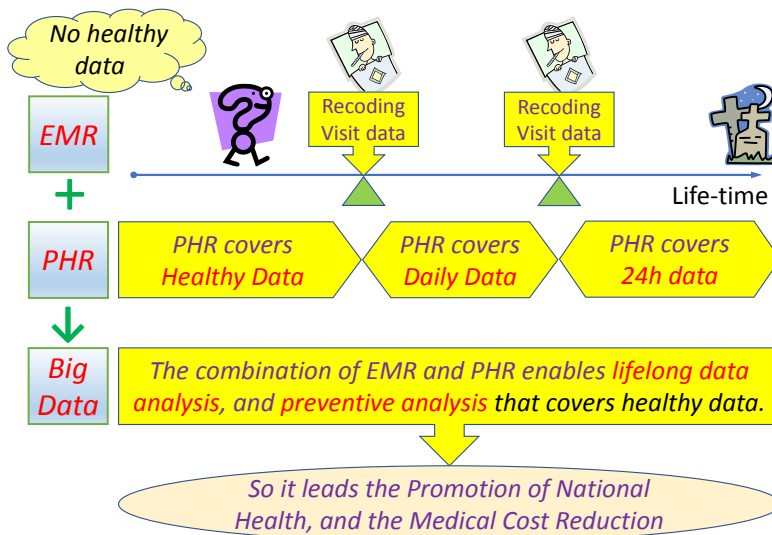 No healthy
data
EMR
Recoding
Visit data
Recoding
Visit data
Life-time
+
PHR
PHR covers
Healthy Data
PHR covers
Daily Data
PHR covers
24h data
Big
Data
The combination of EMR and PHR enables lifelong data
analysis, and preventive analysis that covers healthy data.
So it leads the Promotion of National
Health, and the Medical Cost Reduction